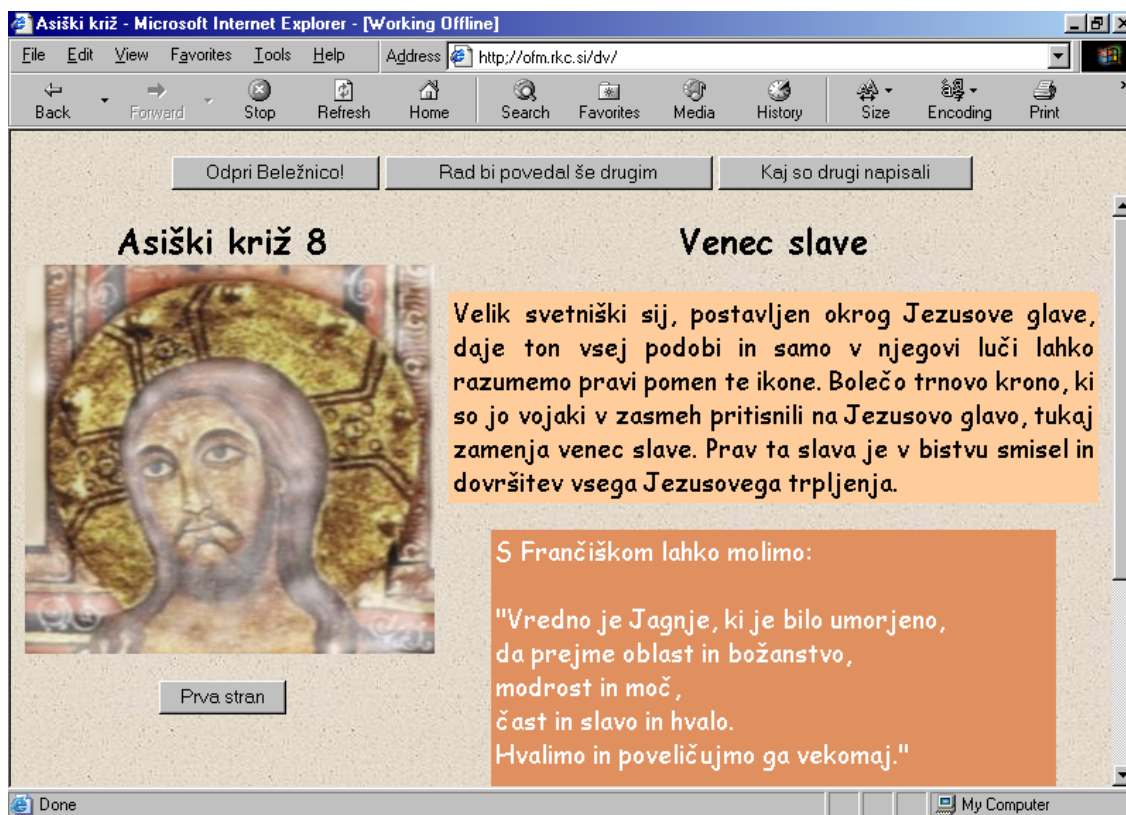 Asiški križ - Microsoft Internet Explorer - [Working Offline]
File Edit View Favorites Tools Help Address http://ofm.rkc.si/dv/
Back Forward Stop Refresh Home Search Favorites Media History Size Encoding Print
Odpri Beležnico! Rad bi povedal še drugim Kaj so drugi napisali
Asiški križ 8
Venec slave
Velik svetniški sij, postavljen okrog Jezusove glave,
daje ton vsej podobi in samo v njegovi luči lahko
razumemo pravi pomen te ikone. Bolečo trnovo krono, ki
so jo vojaki v zasmeh pritisnili na Jezusovo glavo, tukaj
zamenja venec slave. Prav ta slava je v bistvu smisel in
dovršitev vsega Jezusovega trpljenja.
S Frančiškom lahko molimo:
"Vredno je Jagnje, ki je bilo umorjeno,
da prejme oblast in božanstvo,
modrost in moč,
čast in slavo in hvalo.
Hvalimo in poveličujmo ga vekomaj."
Prva stran
Done My Computer